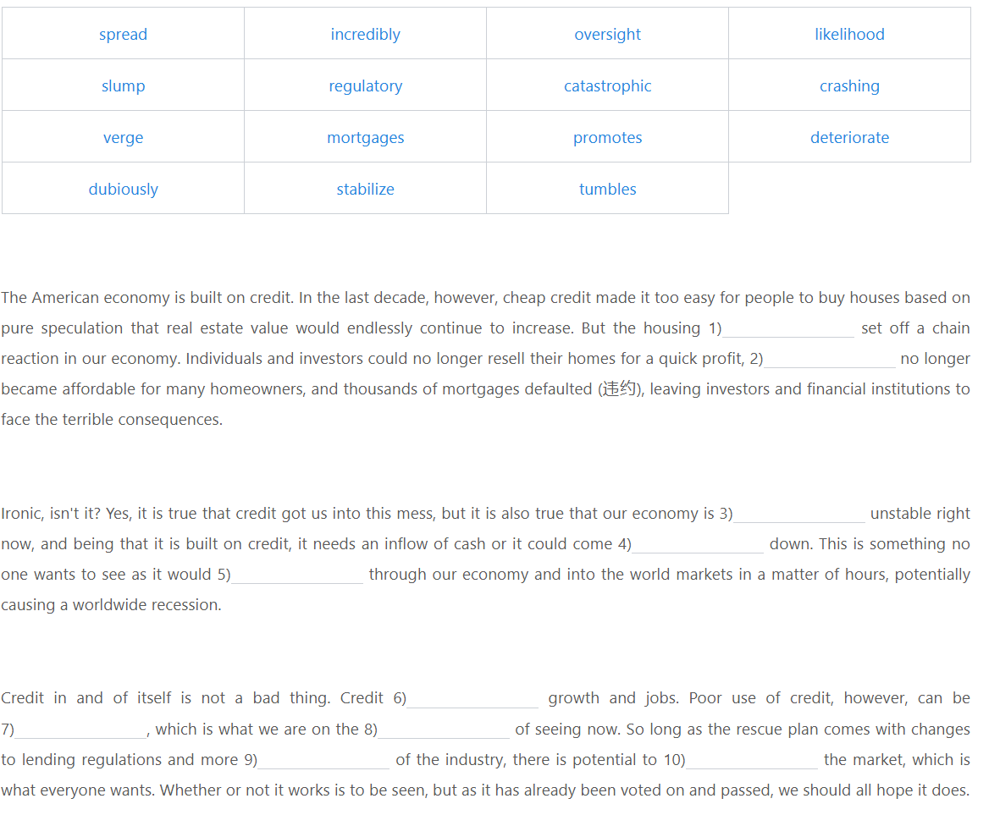 spread incredibly oversight likelihood
slump regulatory catastrophic crashing
verge mortgages promotes deteriorate
dubiously stabilize tumbles
The American economy is built on credit. In the last decade, however, cheap credit made it too easy for people to buy houses based on
pure speculation that real estate value would endlessly continue to increase. But the housing 1)________________ set off a chain
reaction in our economy. Individuals and investors could no longer resell their homes for a quick profit, 2)________________ no longer
became affordable for many homeowners, and thousands of mortgages defaulted (违约), leaving investors and financial institutions to
face the terrible consequences.
Ironic, isn't it? Yes, it is true that credit got us into this mess, but it is also true that our economy is 3)________________ unstable right
now, and being that it is built on credit, it needs an inflow of cash or it could come 4)________________ down. This is something no
one wants to see as it would 5)________________ through our economy and into the world markets in a matter of hours, potentially
causing a worldwide recession.
Credit in and of itself is not a bad thing. Credit 6)________________ growth and jobs. Poor use of credit, however, can be
7)________________, which is what we are on the 8)________________ of seeing now. So long as the rescue plan comes with changes
to lending regulations and more 9)________________ of the industry, there is potential to 10)________________ the market, which is
what everyone wants. Whether or not it works is to be seen, but as it has already been voted on and passed, we should all hope it does.